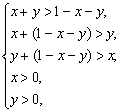 x + y > 1 - x - y,
x + (1 - x - y) > y,
y + (1 - x - y) > x,
x > 0,
y > 0,